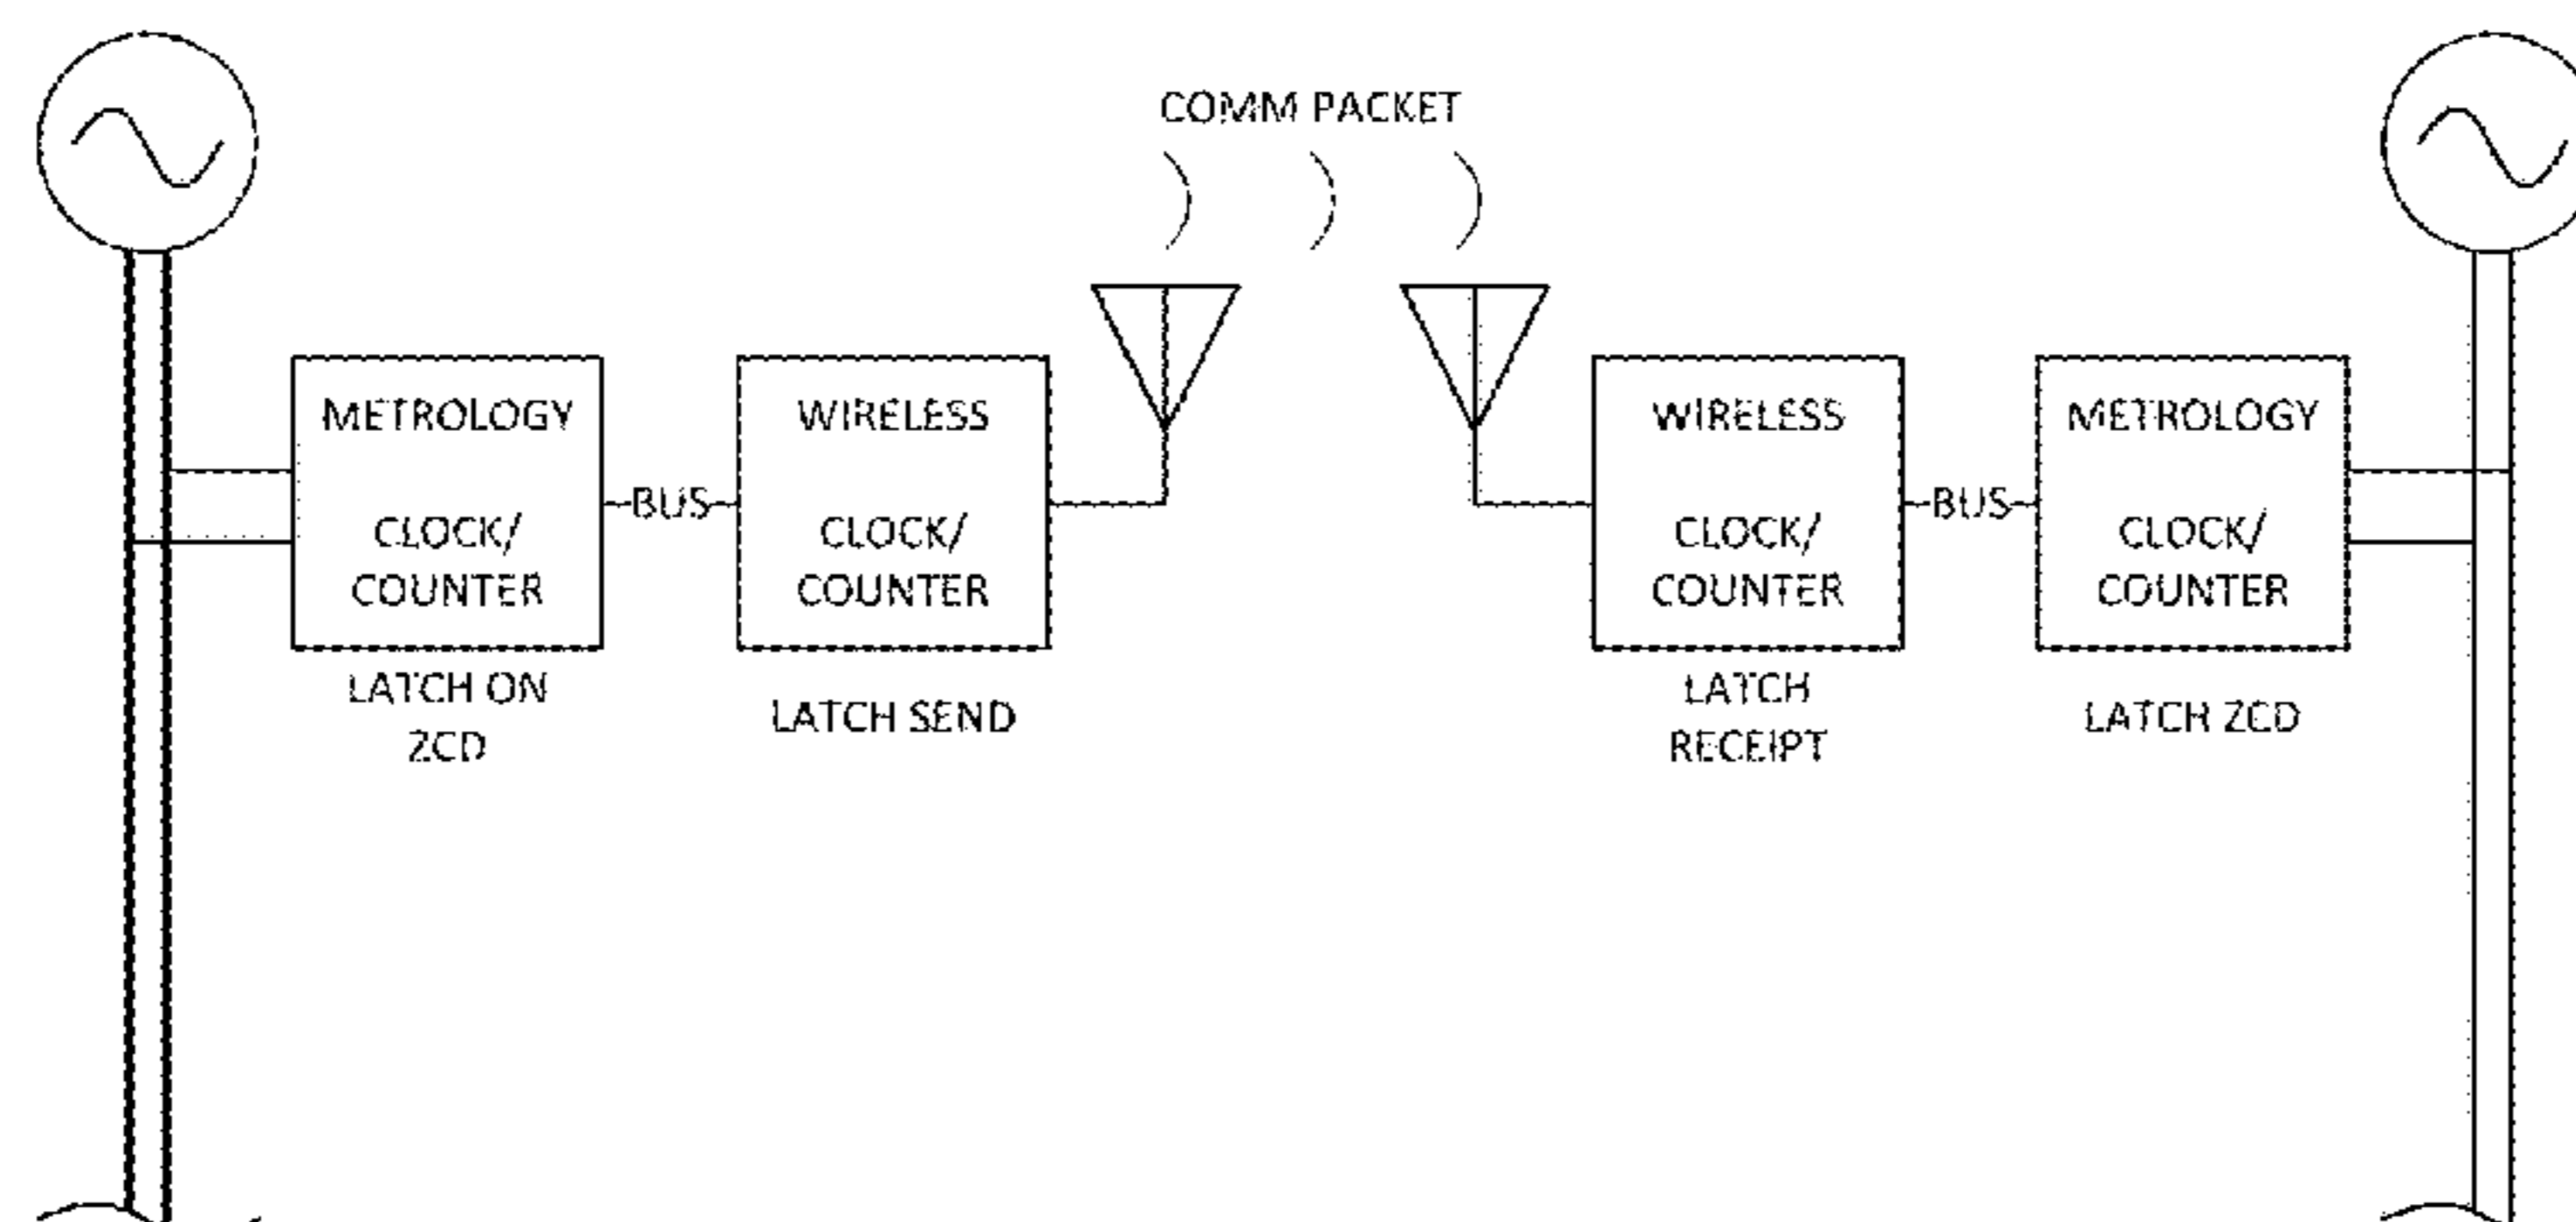 COMM PACKET
METROLOGY
CLOCK/
COUNTER
LATCH ON
ZCD
BUS
WIRELESS
CLOCK/
COUNTER
LATCH SEND
WIRELESS
CLOCK/
COUNTER
LATCH
RECEIPT
BUS
METROLOGY
CLOCK/
COUNTER
LATCH ZCD